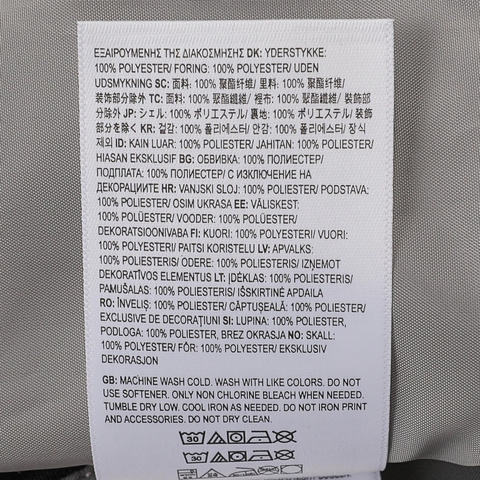 ΕΞΑΙΡΟΥΜΕΝΗΣ ΤΗΣ ΔΙΑΚΟΣΜΗΣΗΣ DK: YDERSTYKKE:
100% POLYESTER/ FORING: 100% POLYESTER/ UDEN
UDSMYKNING SC: 面料: 100% 聚酯纤维/ 里料: 100% 聚酯纤维/
装饰部分除外 TC: 面料: 100% 聚酯纖維/ 裡布: 100% 聚酯纖維/ 裝飾部
分除外 JP: シェル: 100% ポリエステル/ 裏地: 100% ポリエステル/ 装飾
部分を除く KR: 겉감: 100% 폴리에스터/ 안감: 100% 폴리에스터/ 장식
제외 ID: KAIN LUAR: 100% POLIESTER/ JAHITAN: 100% POLIESTER/
HIASAN EKSKLUSIF BG: ОБВИВКА: 100% ПОЛИЕСТЕР/
ПОДПЛАТА: 100% ПОЛИЕСТЕР/ С ИЗКЛЮЧЕНИЕ НА
ДЕКОРАЦИИТЕ HR: VANJSKI SLOJ: 100% POLIESTER/ PODSTAVA:
100% POLIESTER/ OSIM UKRASA EE: VÄLISKEST:
100% POLÜESTER/ VOODER: 100% POLÜESTER/
DEKORATSIOONIVABA FI: KUORI: 100% POLYESTERI/ VUORI:
100% POLYESTERI/ PAITSI KORISTELU LV: APVALKS:
100% POLIESTERIS/ ODERE: 100% POLIESTERIS/ IZŅEMOT
DEKORATĪVOS ELEMENTUS LT: ĮDĖKLAS: 100% POLIESTERIS/
PAMUŠALAS: 100% POLIESTERIS/ IŠSKIRTINĖ APDAILA
RO: ÎNVELIȘ: 100% POLIESTER/ CĂPTUȘEALĂ: 100% POLIESTER/
EXCLUSIVE DE DECORAȚIUNI SI: LUPINA: 100% POLIESTER,
PODLOGA: 100% POLIESTER, BREZ OKRASJA NO: SKALL:
100% POLYESTER/ FÔR: 100% POLYESTER/ EKSKLUSIV
DEKORASJON
GB: MACHINE WASH COLD. WASH WITH LIKE COLORS. DO NOT
USE SOFTENER. ONLY NON CHLORINE BLEACH WHEN NEEDED.
TUMBLE DRY LOW. COOL IRON AS NEEDED. DO NOT IRON PRINT
AND ACCESSORIES. DO NOT DRY CLEAN.
30
30